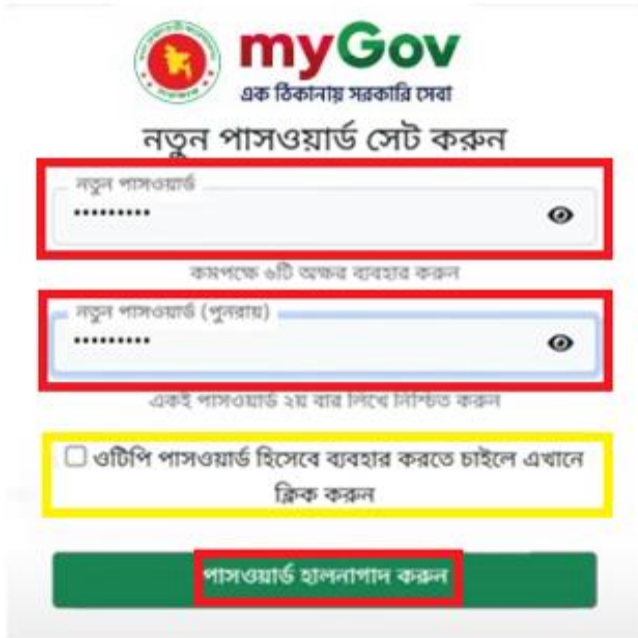 myGov
এক ঠিকানায় সরকারি সেবা
নতুন পাসওয়ার্ড সেট করুন
নতুন পাসওয়ার্ড
•••••••••
কমপক্ষে ৬টি অক্ষর ব্যবহার করুন
নতুন পাসওয়ার্ড (পুনরায়)
•••••••••
একই পাসওয়ার্ড ২য় বার লিখে নিশ্চিত করুন
ওটিপি পাসওয়ার্ড হিসেবে ব্যবহার করতে চাইলে এখানে
ক্লিক করুন
পাসওয়ার্ড হালনাগাদ করুন